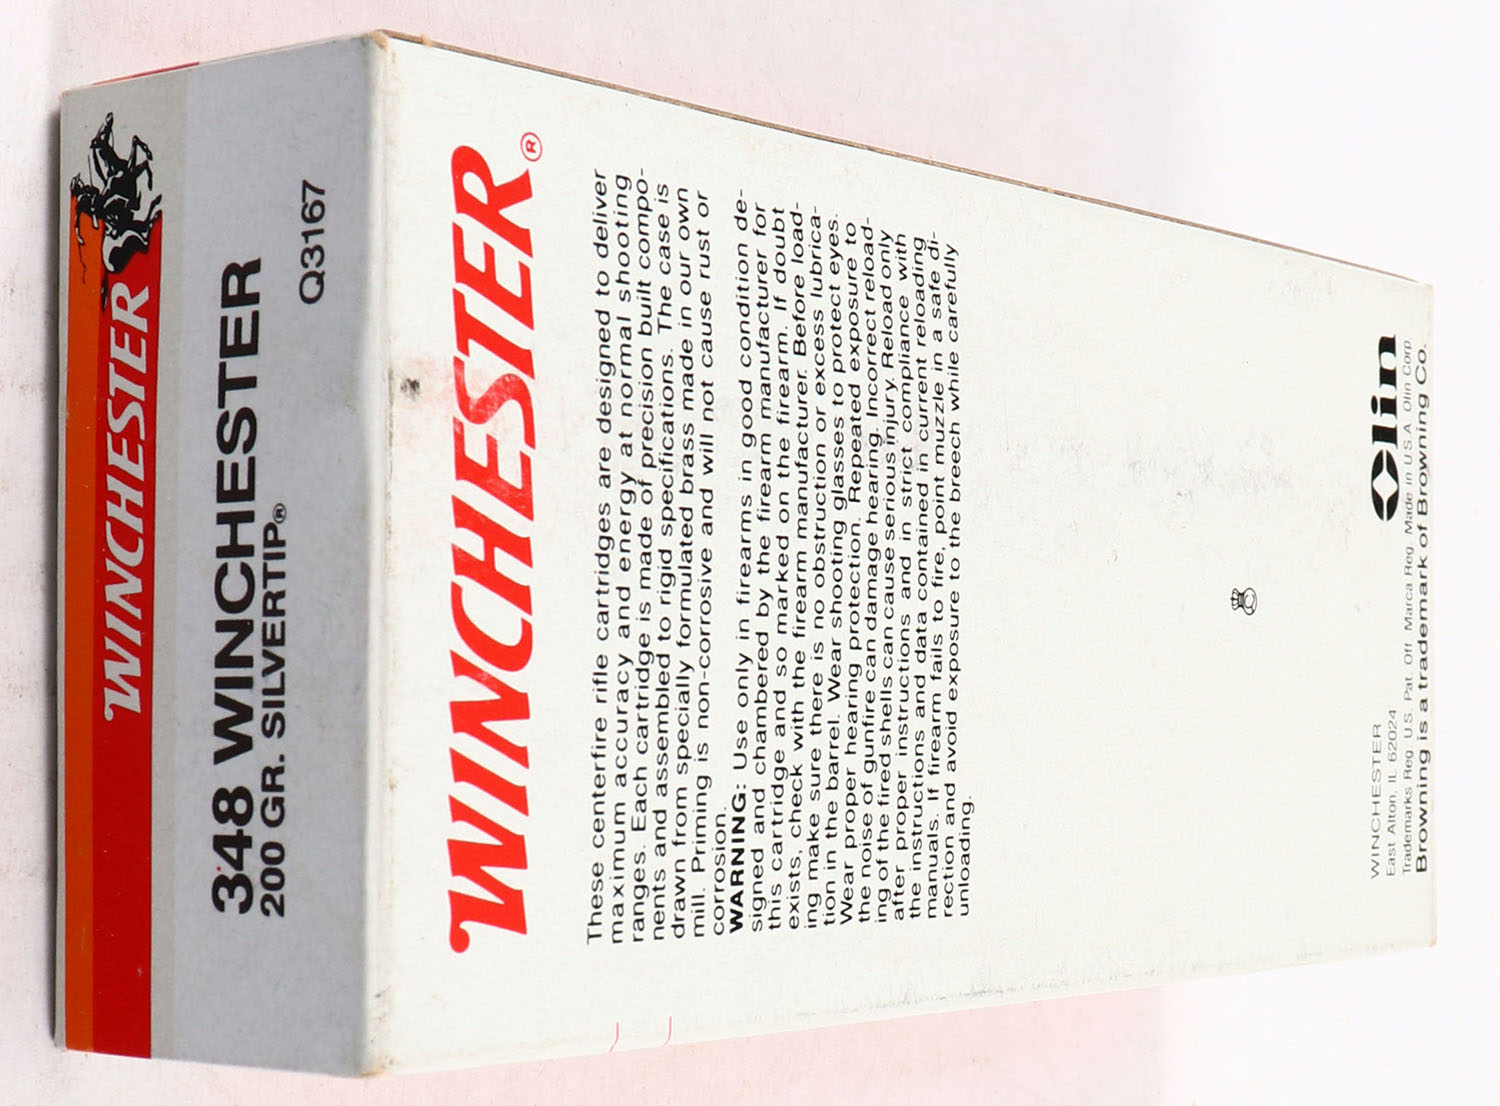 WINCHESTER
348 WINCHESTER
200 GR. SILVERTIP®
Q3167
WINCHESTER®
These centerfire rifle cartridges are designed to deliver
maximum accuracy and energy at normal shooting
ranges. Each cartridge is made of precision built compo-
nents and assembled to rigid specifications. The case is
drawn from specially formulated brass made in our own
mill. Priming is non-corrosive and will not cause rust or
corrosion.
WARNING: Use only in firearms in good condition de-
signed and chambered by the firearm manufacturer for
this cartridge and so marked on the firearm. If doubt
exists, check with the firearm manufacturer. Before load-
ing make sure there is no obstruction or excess lubrica-
tion in the barrel. Wear shooting glasses to protect eyes.
Wear proper hearing protection. Repeated exposure to
the noise of gunfire can damage hearing. Incorrect reload-
ing of the fired shells can cause serious injury. Reload only
after proper instructions and in strict compliance with
the instructions and data contained in current reloading
manuals. If firearm fails to fire, point muzzle in a safe di-
rection and avoid exposure to the breech while carefully
unloading.
WINCHESTER
East Alton, IL 62024
Olin
Trademarks Reg U.S. Pat. Off Marca Reg. Made in U.S.A. Olin Corp
Browning is a trademark of Browning Co.